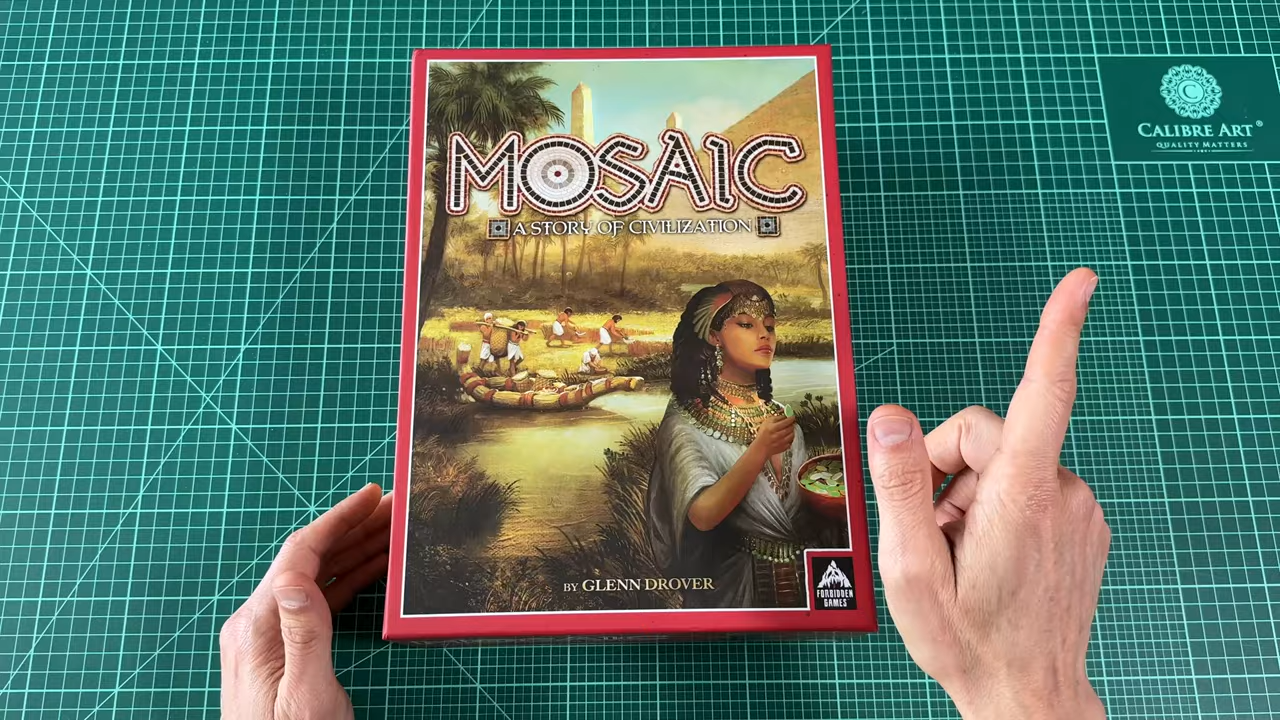 MOSAIC
A STORY OF CIVILIZATION
BY GLENN DROVER
FORBIDDEN
GAMES
C
CALIBRE ART®
QUALITY MATTERS